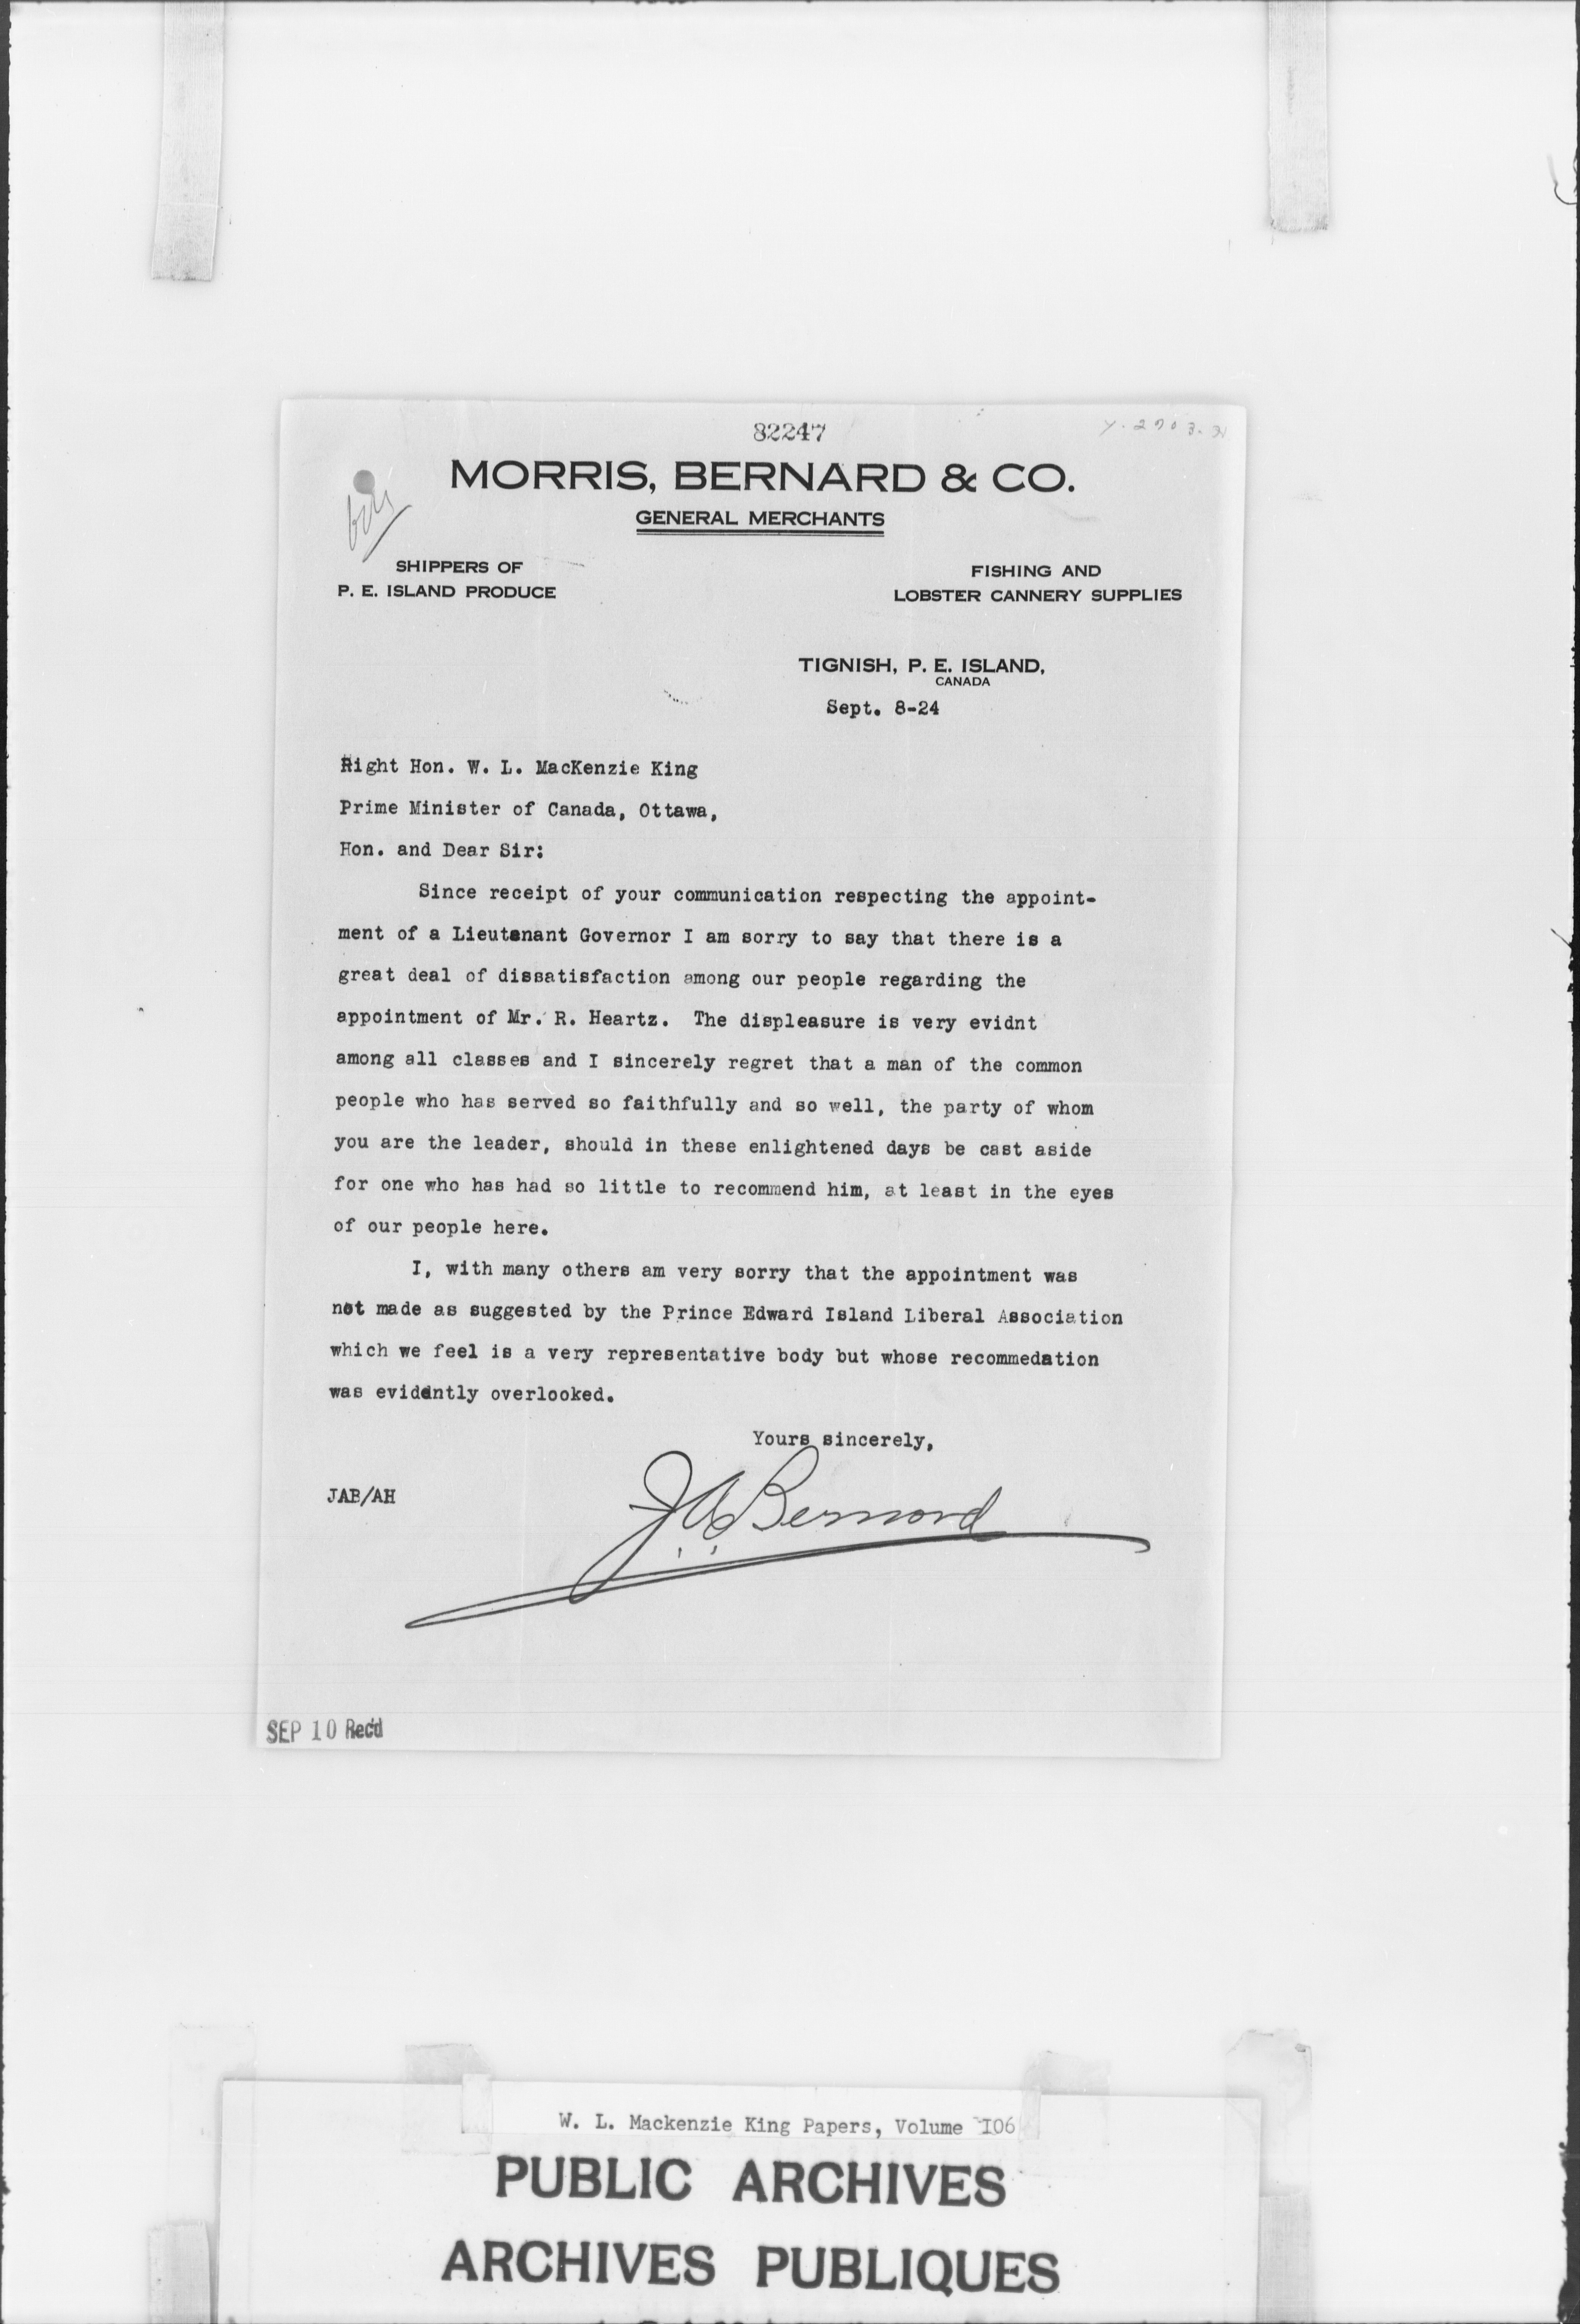 82247
MORRIS, BERNARD & CO.
GENERAL MERCHANTS
SHIPPERS OF
P. E. ISLAND PRODUCE
FISHING AND
LOBSTER CANNERY SUPPLIES
TIGNISH, P. E. ISLAND,
CANADA
Sept. 8-24
Right Hon. W. L. MacKenzie King
Prime Minister of Canada, Ottawa,
Hon. and Dear Sir:
Since receipt of your communication respecting the appoint-
ment of a Lieutenant Governor I am sorry to say that there is a
great deal of dissatisfaction among our people regarding the
appointment of Mr. R. Heartz. The displeasure is very evidnt
among all classes and I sincerely regret that a man of the common
people who has served so faithfully and so well, the party of whom
you are the leader, should in these enlightened days be cast aside
for one who has had so little to recommend him, at least in the eyes
of our people here.
I, with many others am very sorry that the appointment was
not made as suggested by the Prince Edward Island Liberal Association
which we feel is a very representative body but whose recommedation
was evidently overlooked.
Yours sincerely,
JAB/AH
J A Bernard
SEP 10 Rec'd
W. L. Mackenzie King Papers, Volume 106
PUBLIC ARCHIVES
ARCHIVES PUBLIQUES